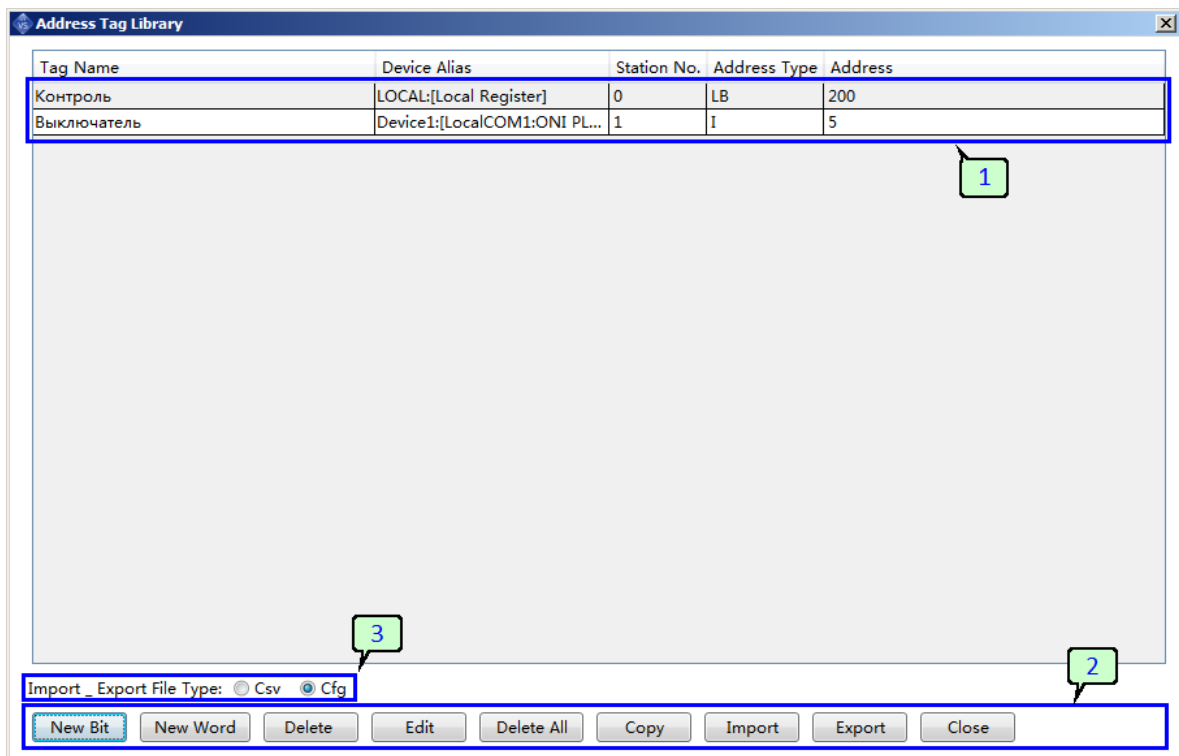 Address Tag Library
Tag Name Device Alias Station No. Address Type Address
Контроль LOCAL:[Local Register] 0 LB 200
Выключатель Device1:[LocalCOM1:ONI PL... 1 I 5
1
3
2
Import _ Export File Type: Csv Cfg
New Bit New Word Delete Edit Delete All Copy Import Export Close